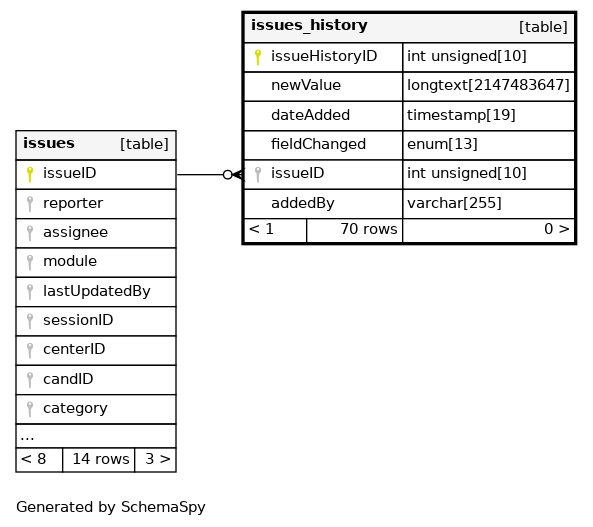 issues_history [table]
issueHistoryID int unsigned[10]
newValue longtext[2147483647]
dateAdded timestamp[19]
fieldChanged enum[13]
issueID int unsigned[10]
addedBy varchar[255]
< 1 70 rows 0 >
issues [table]
issueID
reporter
assignee
module
lastUpdatedBy
sessionID
centerID
candID
category
...
< 8 14 rows 3 >
Generated by SchemaSpy